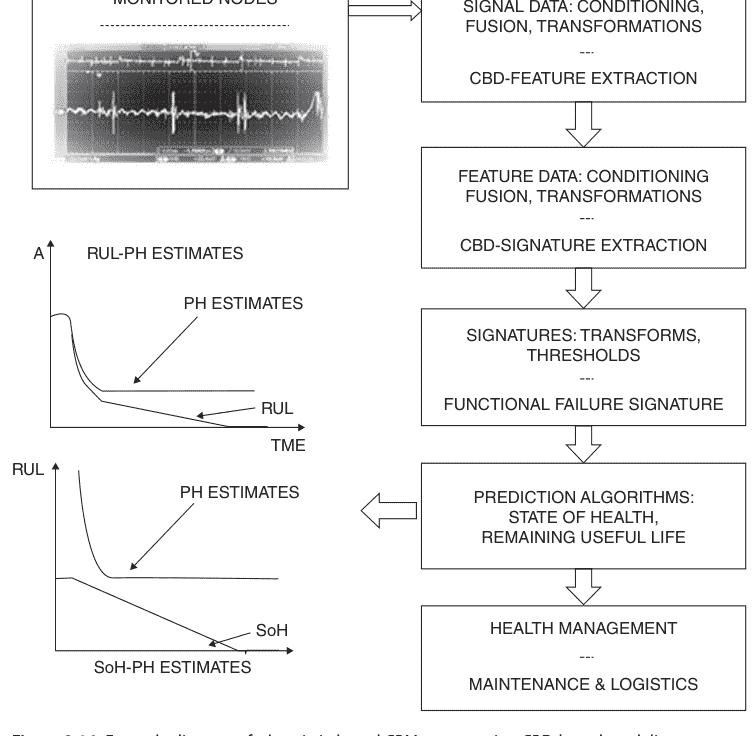 MONITORED NODES
SIGNAL DATA: CONDITIONING,
FUSION, TRANSFORMATIONS
---
CBD-FEATURE EXTRACTION
FEATURE DATA: CONDITIONING
FUSION, TRANSFORMATIONS
---
CBD-SIGNATURE EXTRACTION
A
RUL-PH ESTIMATES
PH ESTIMATES
RUL
TME
SIGNATURES: TRANSFORMS,
THRESHOLDS
---
FUNCTIONAL FAILURE SIGNATURE
RUL
PH ESTIMATES
SoH
SoH-PH ESTIMATES
PREDICTION ALGORITHMS:
STATE OF HEALTH,
REMAINING USEFUL LIFE
HEALTH MANAGEMENT
---
MAINTENANCE & LOGISTICS